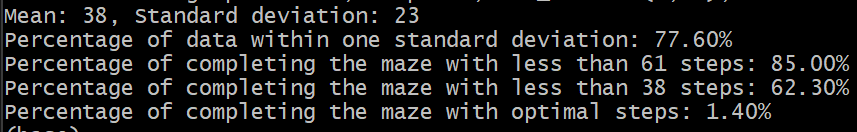 Mean: 38, Standard deviation: 23
Percentage of data within one standard deviation: 77.60%
Percentage of completing the maze with less than 61 steps: 85.00%
Percentage of completing the maze with less than 38 steps: 62.30%
Percentage of completing the maze with optimal steps: 1.40%